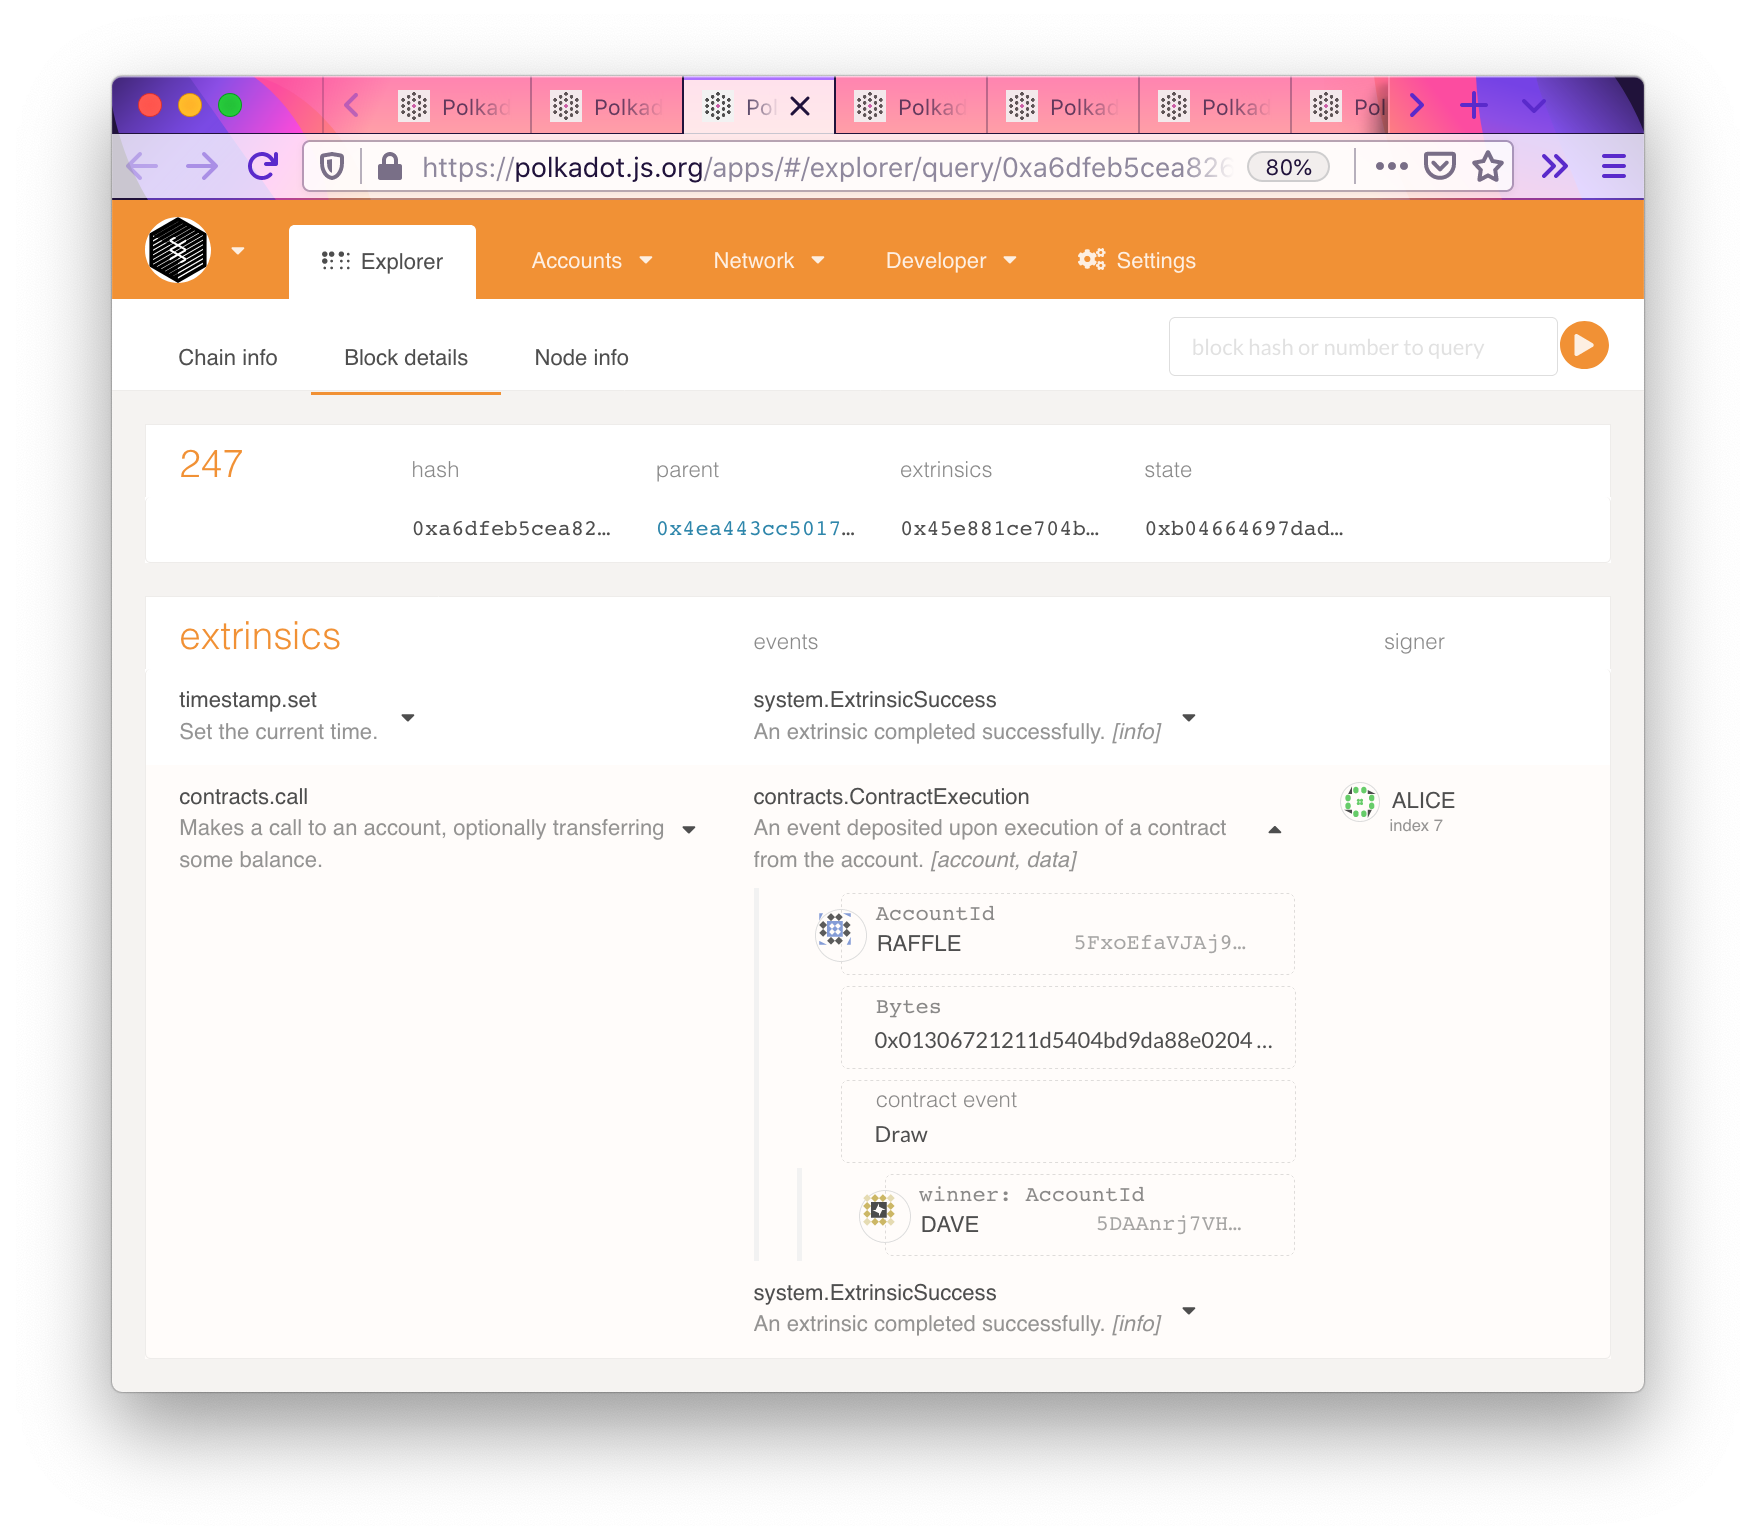 Polkad Polkad Pol Polkad Polka Polkad Pol
https://polkadot.js.org/apps/#/explorer/query/0xa6dfeb5cea826 80%
Explorer Accounts Network Developer Settings
Chain info Block details Node info block hash or number to query
247 hash parent extrinsics state
0xa6dfeb5cea82… 0x4ea443cc5017… 0x45e881ce704b… 0xb04664697dad…
extrinsics events signer
timestamp.set system.ExtrinsicSuccess
Set the current time. An extrinsic completed successfully. [info]
contracts.call contracts.ContractExecution ALICE
Makes a call to an account, optionally transferring An event deposited upon execution of a contract index 7
some balance. from the account. [account, data]
AccountId
RAFFLE 5FxoEfaVJAj9…
Bytes
0x01306721211d5404bd9da88e0204…
contract event
Draw
winner: AccountId
DAVE 5DAAnrj7VH…
system.ExtrinsicSuccess
An extrinsic completed successfully. [info]